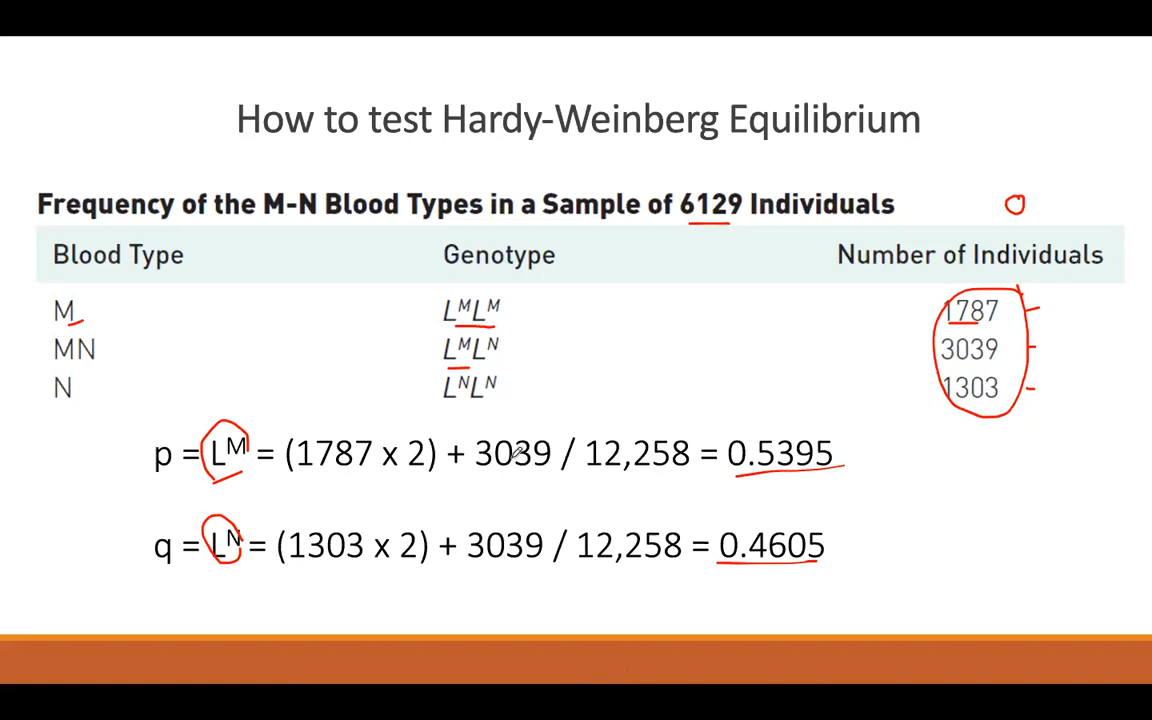 How to test Hardy-Weinberg Equilibrium
Frequency of the M-N Blood Types in a Sample of 6129 Individuals
Blood Type Genotype Number of Individuals
M LᴹLᴹ 1787
MN LᴹLᴺ 3039
N LᴺLᴺ 1303
p = Lᴹ = (1787 x 2) + 3039 / 12,258 = 0.5395
q = Lᴺ = (1303 x 2) + 3039 / 12,258 = 0.4605